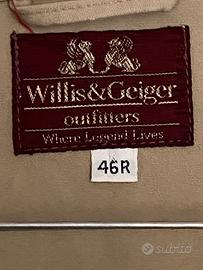 Willis&Geiger
outfitters
Where Legend Lives
46R
subito